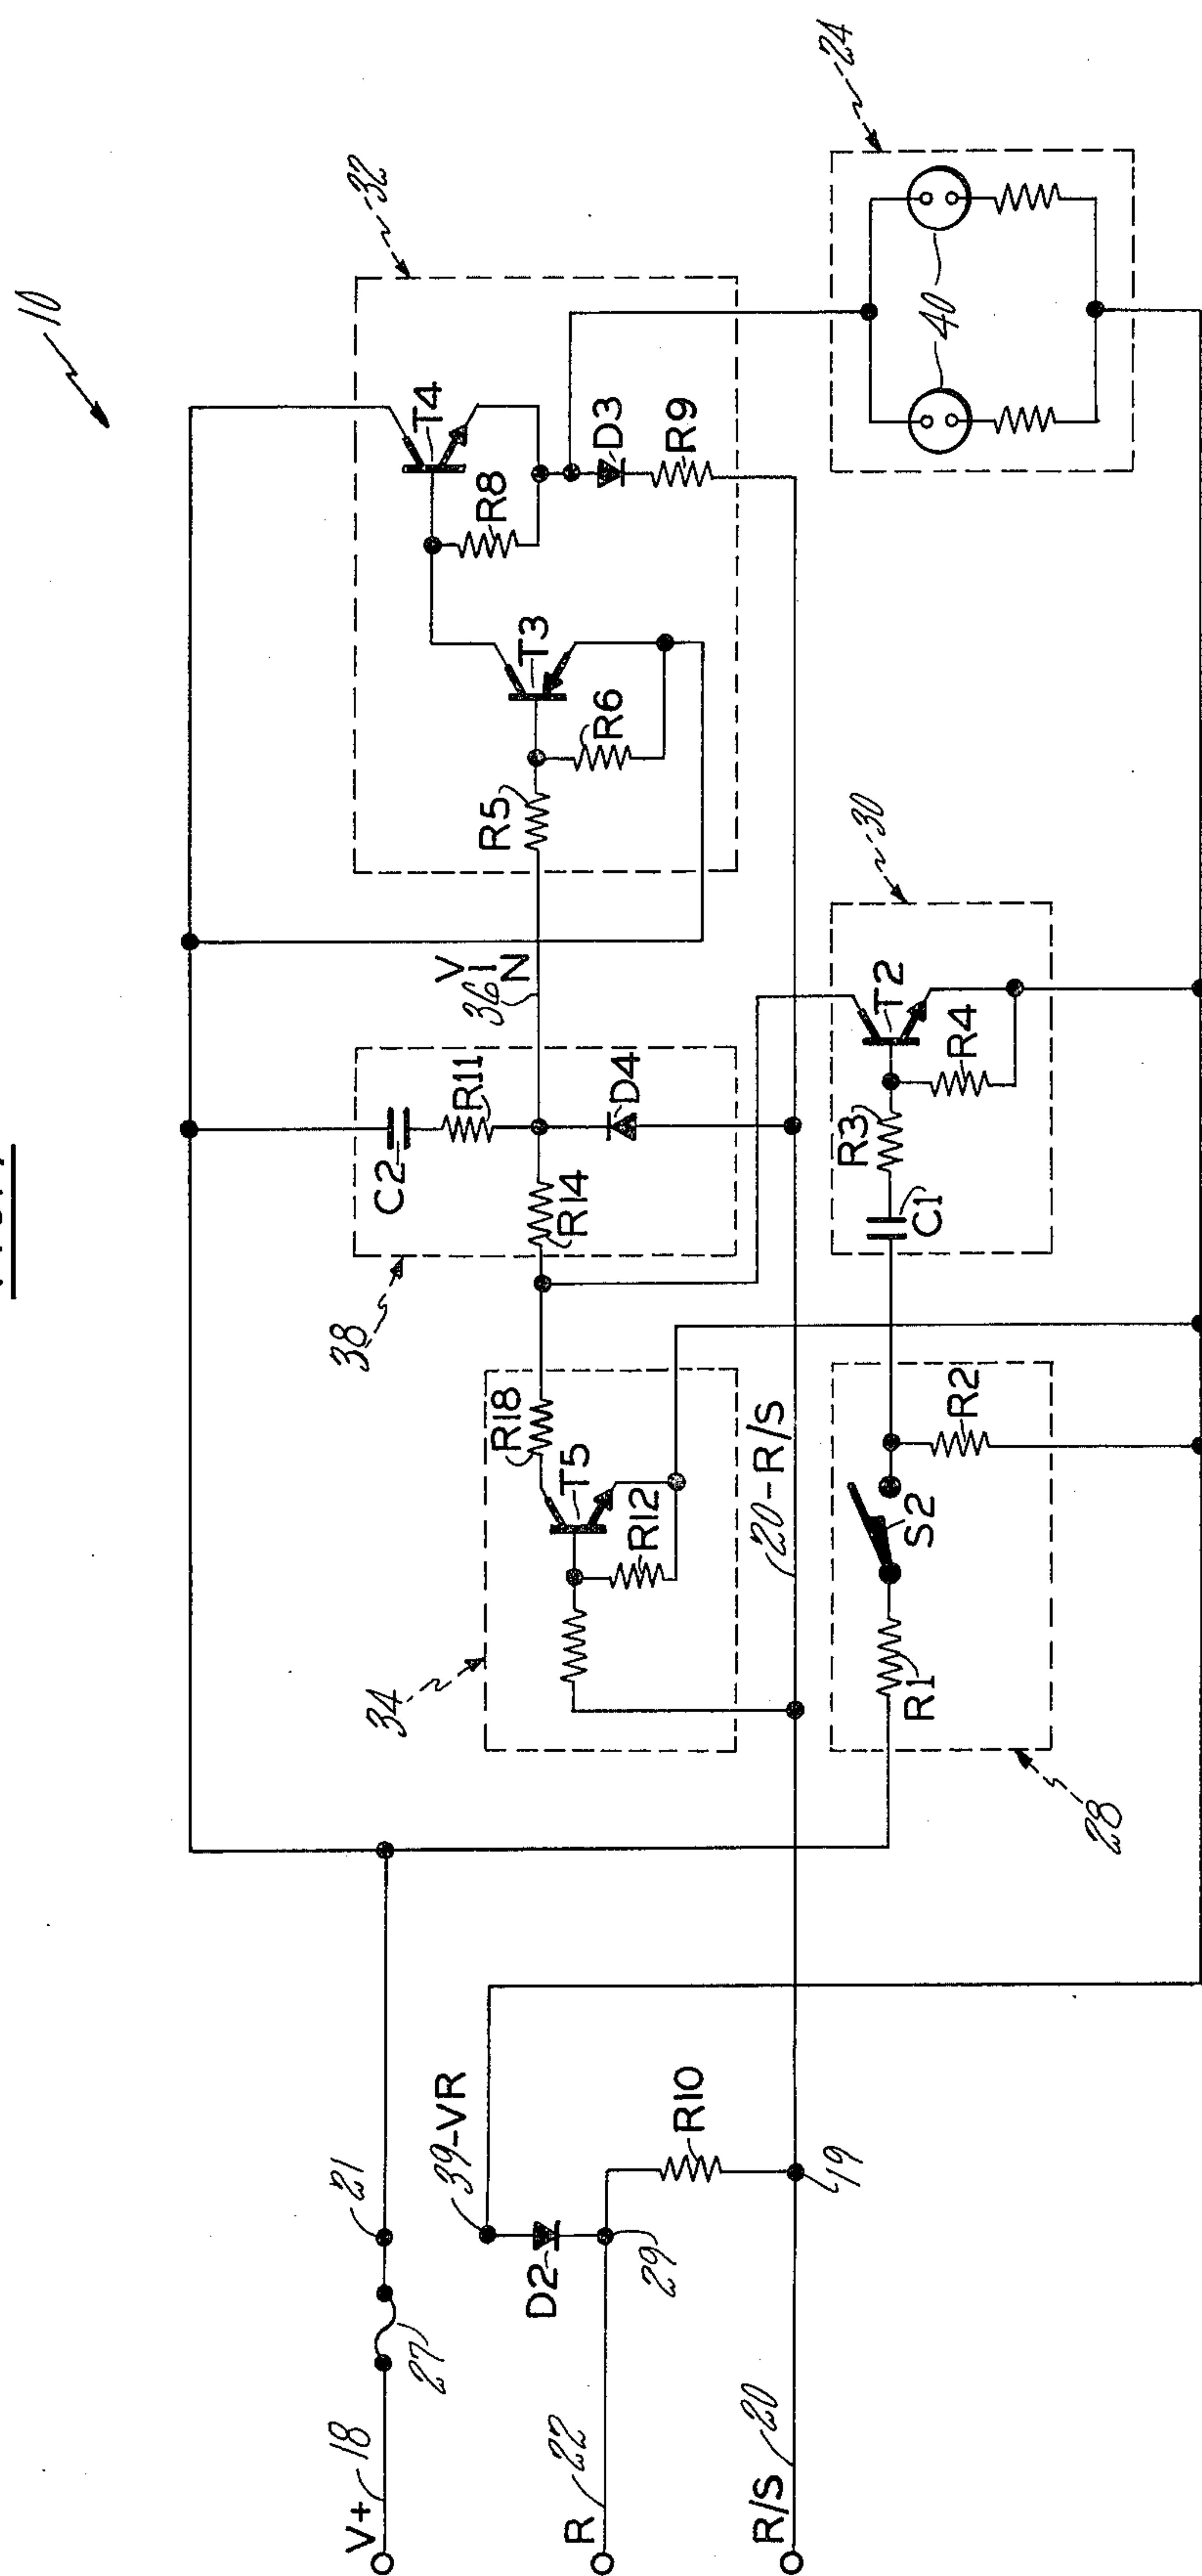 10
V+
18
27
21
R
22
D2
29
39-VR
R10
R/S
20
19
38
C2
R11
R14
D4
V
I
N
36
32
R5
R6
T3
R8
T4
D3
R9
34
R18
T5
R12
20-R/S
28
R1
S2
R2
30
C1
R3
R4
T2
24
40